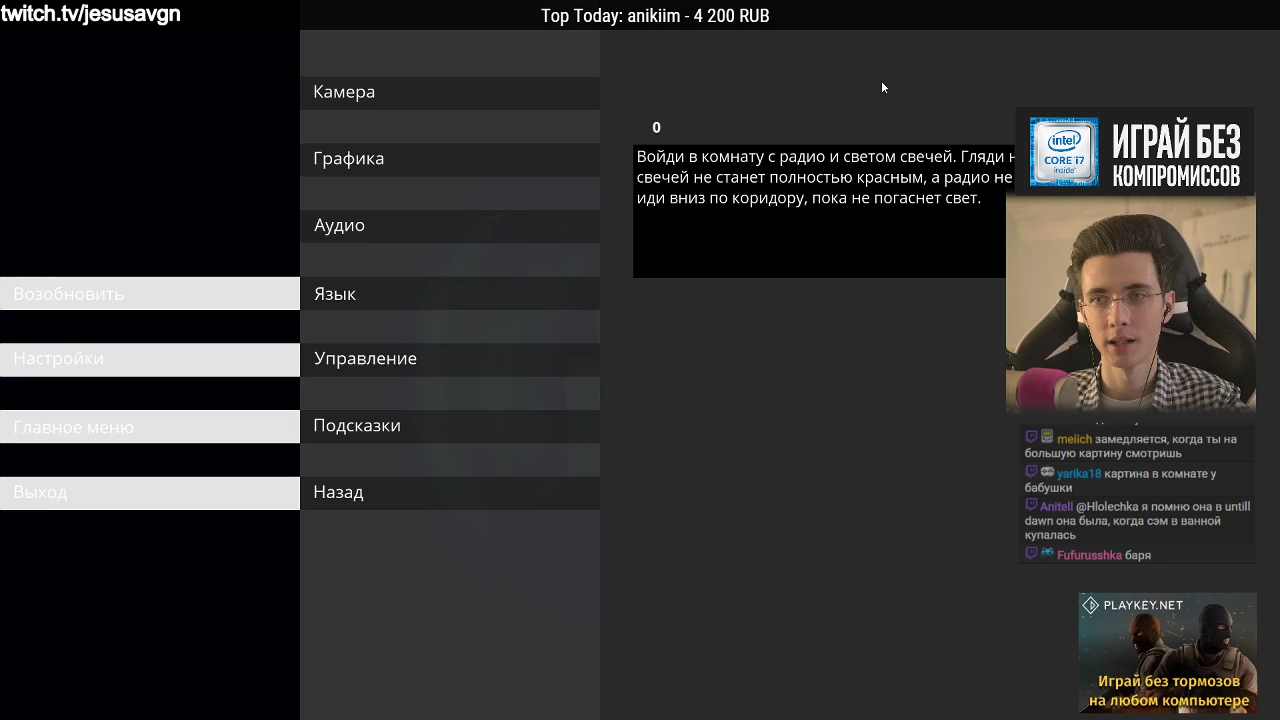 twitch.tv/jesusavgn
Top Today: anikiim - 4 200 RUB
Возобновить
Настройки
Главное меню
Выход
Камера
Графика
Аудио
Язык
Управление
Подсказки
Назад
0
Войди в комнату с радио и светом свечей. Гляди
свечей не станет полностью красным, а радио не
иди вниз по коридору, пока не погаснет свет.
intel
CORE i7
inside
ИГРАЙ БЕЗ
КОМПРОМИССОВ
meiich замедляется, когда ты на
большую картину смотришь
yarika18 картина в комнате у
бабушки
Anitell @Hlolechka я помню она в untill
dawn она была, когда сэм в ванной
купалась
Fufurusshka баря
PLAYKEY.NET
Играй без тормозов
на любом компьютере